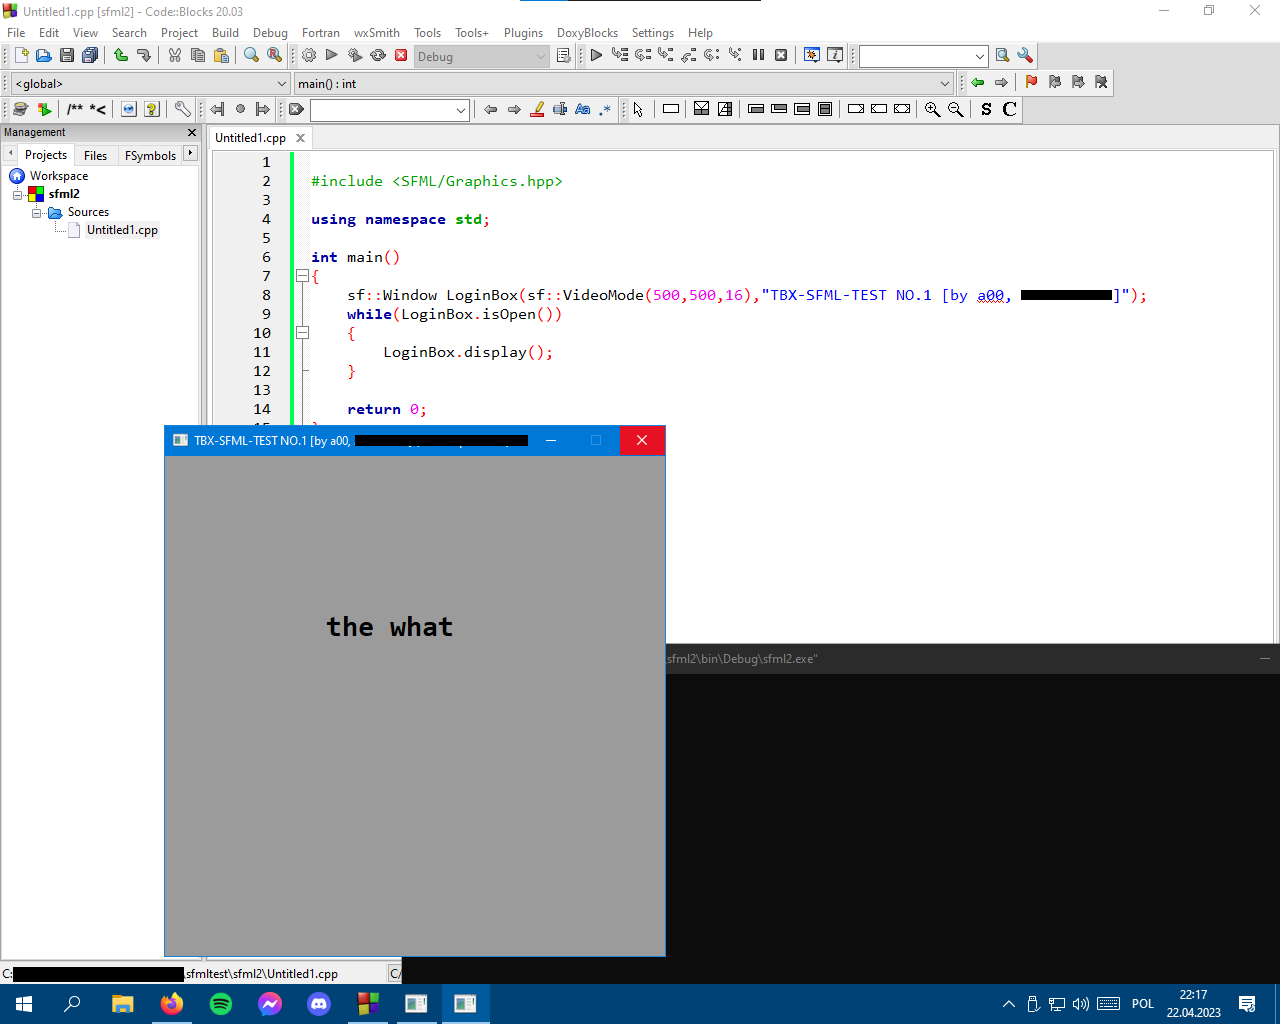 Untitled1.cpp [sfml2] - Code::Blocks 20.03
File Edit View Search Project Build Debug Fortran wxSmith Tools Tools+ Plugins DoxyBlocks Settings Help
Debug
<global>
main() : int
/** *<
Aa .*
S C
Management
Projects Files FSymbols
Workspace
sfml2
Sources
Untitled1.cpp
Untitled1.cpp
1
2 #include <SFML/Graphics.hpp>
3
4 using namespace std;
5
6 int main()
7 {
8 sf::Window LoginBox(sf::VideoMode(500,500,16),"TBX-SFML-TEST NO.1 [by a00, ]");
9 while(LoginBox.isOpen())
10 {
11 LoginBox.display();
12 }
13
14 return 0;
TBX-SFML-TEST NO.1 [by a00,
the what
sfml2\bin\Debug\sfml2.exe"
C: \sfmltest\sfml2\Untitled1.cpp
C/
POL
22:17
22.04.2023